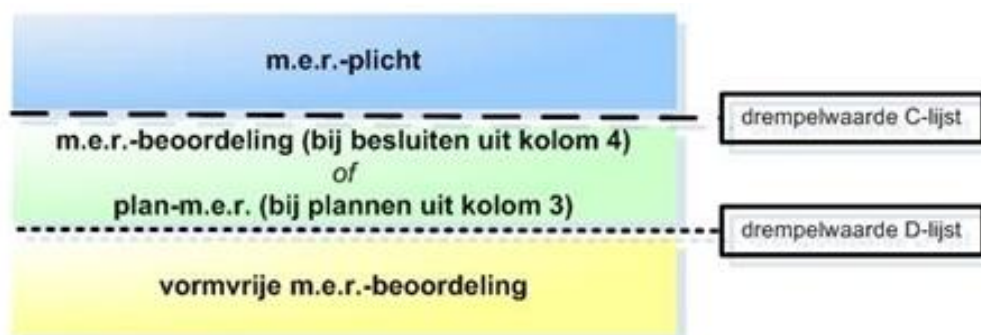 m.e.r.-plicht
drempelwaarde C-lijst
m.e.r.-beoordeling (bij besluiten uit kolom 4)
of
plan-m.e.r. (bij plannen uit kolom 3)
drempelwaarde D-lijst
vormvrije m.e.r.-beoordeling